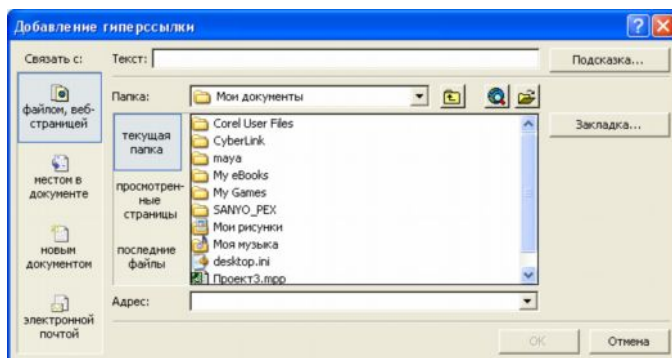 Добавление гиперссылки
Связать с:
Текст:
Подсказка...
файлом, веб-
страницей
Папка:
Мои документы
Закладка...
текущая
папка
Corel User Files
CyberLink
maya
My eBooks
My Games
SANYO_PEX
Мои рисунки
Моя музыка
desktop.ini
Проект3.mpp
местом в
документе
просмотрен-
ные
страницы
новым
документом
последние
файлы
электронной
почтой
Адрес:
ОК
Отмена